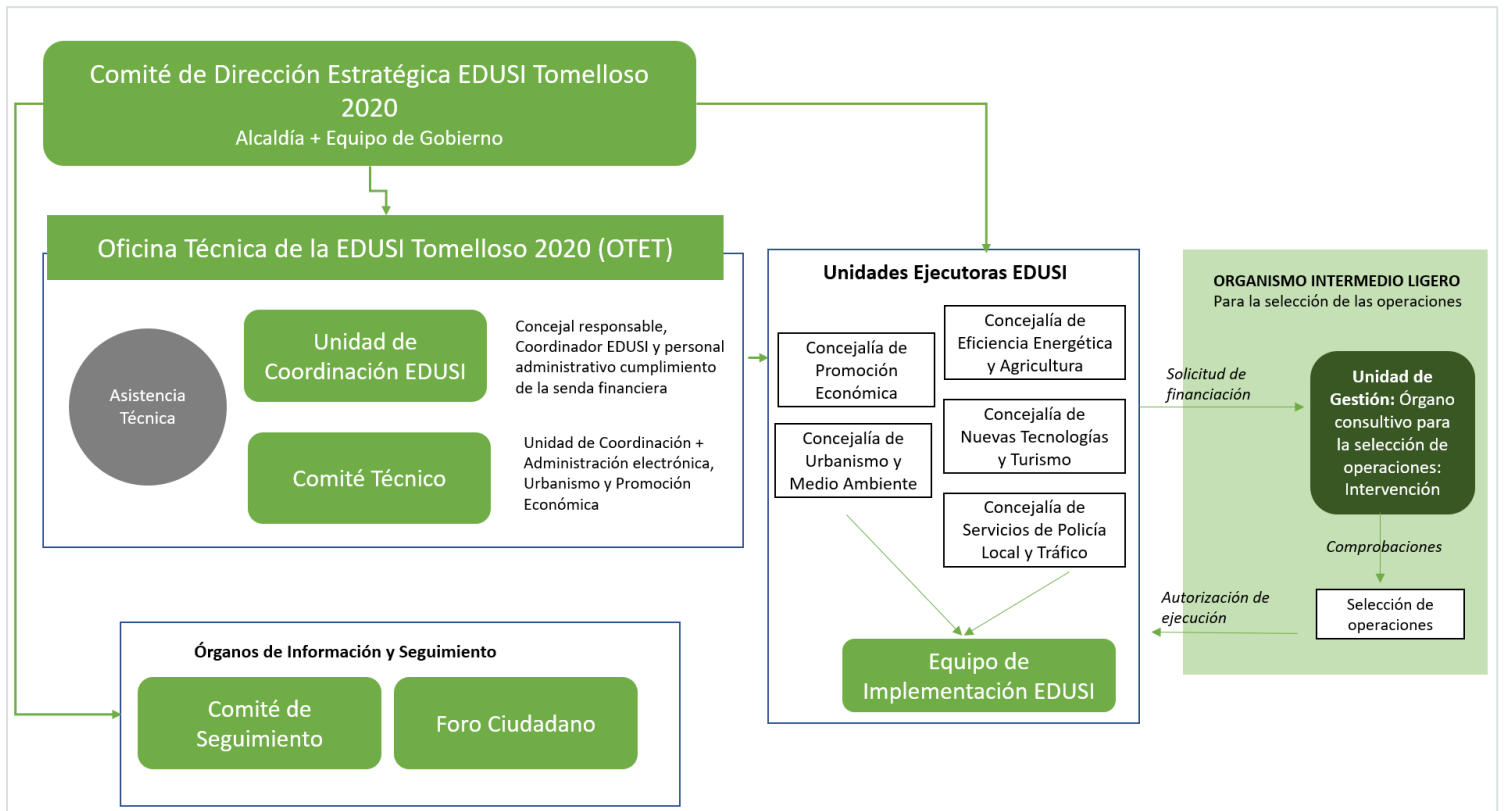 Comité de Dirección Estratégica EDUSI Tomelloso
2020
Alcaldía + Equipo de Gobierno
Oficina Técnica de la EDUSI Tomelloso 2020 (OTET)
Asistencia
Técnica
Unidad de
Coordinación EDUSI
Concejal responsable,
Coordinador EDUSI y personal
administrativo cumplimiento
de la senda financiera
Comité Técnico
Unidad de Coordinación +
Administración electrónica,
Urbanismo y Promoción
Económica
Órganos de Información y Seguimiento
Comité de
Seguimiento
Foro Ciudadano
Unidades Ejecutoras EDUSI
Concejalía de
Promoción
Económica
Concejalía de
Eficiencia Energética
y Agricultura
Concejalía de
Urbanismo y
Medio Ambiente
Concejalía de
Nuevas Tecnologías
y Turismo
Concejalía de
Servicios de Policía
Local y Tráfico
Equipo de
Implementación EDUSI
Solicitud de
financiación
ORGANISMO INTERMEDIO LIGERO
Para la selección de las operaciones
Unidad de
Gestión: Órgano
consultivo para
la selección de
operaciones:
Intervención
Comprobaciones
Selección de
operaciones
Autorización de
ejecución